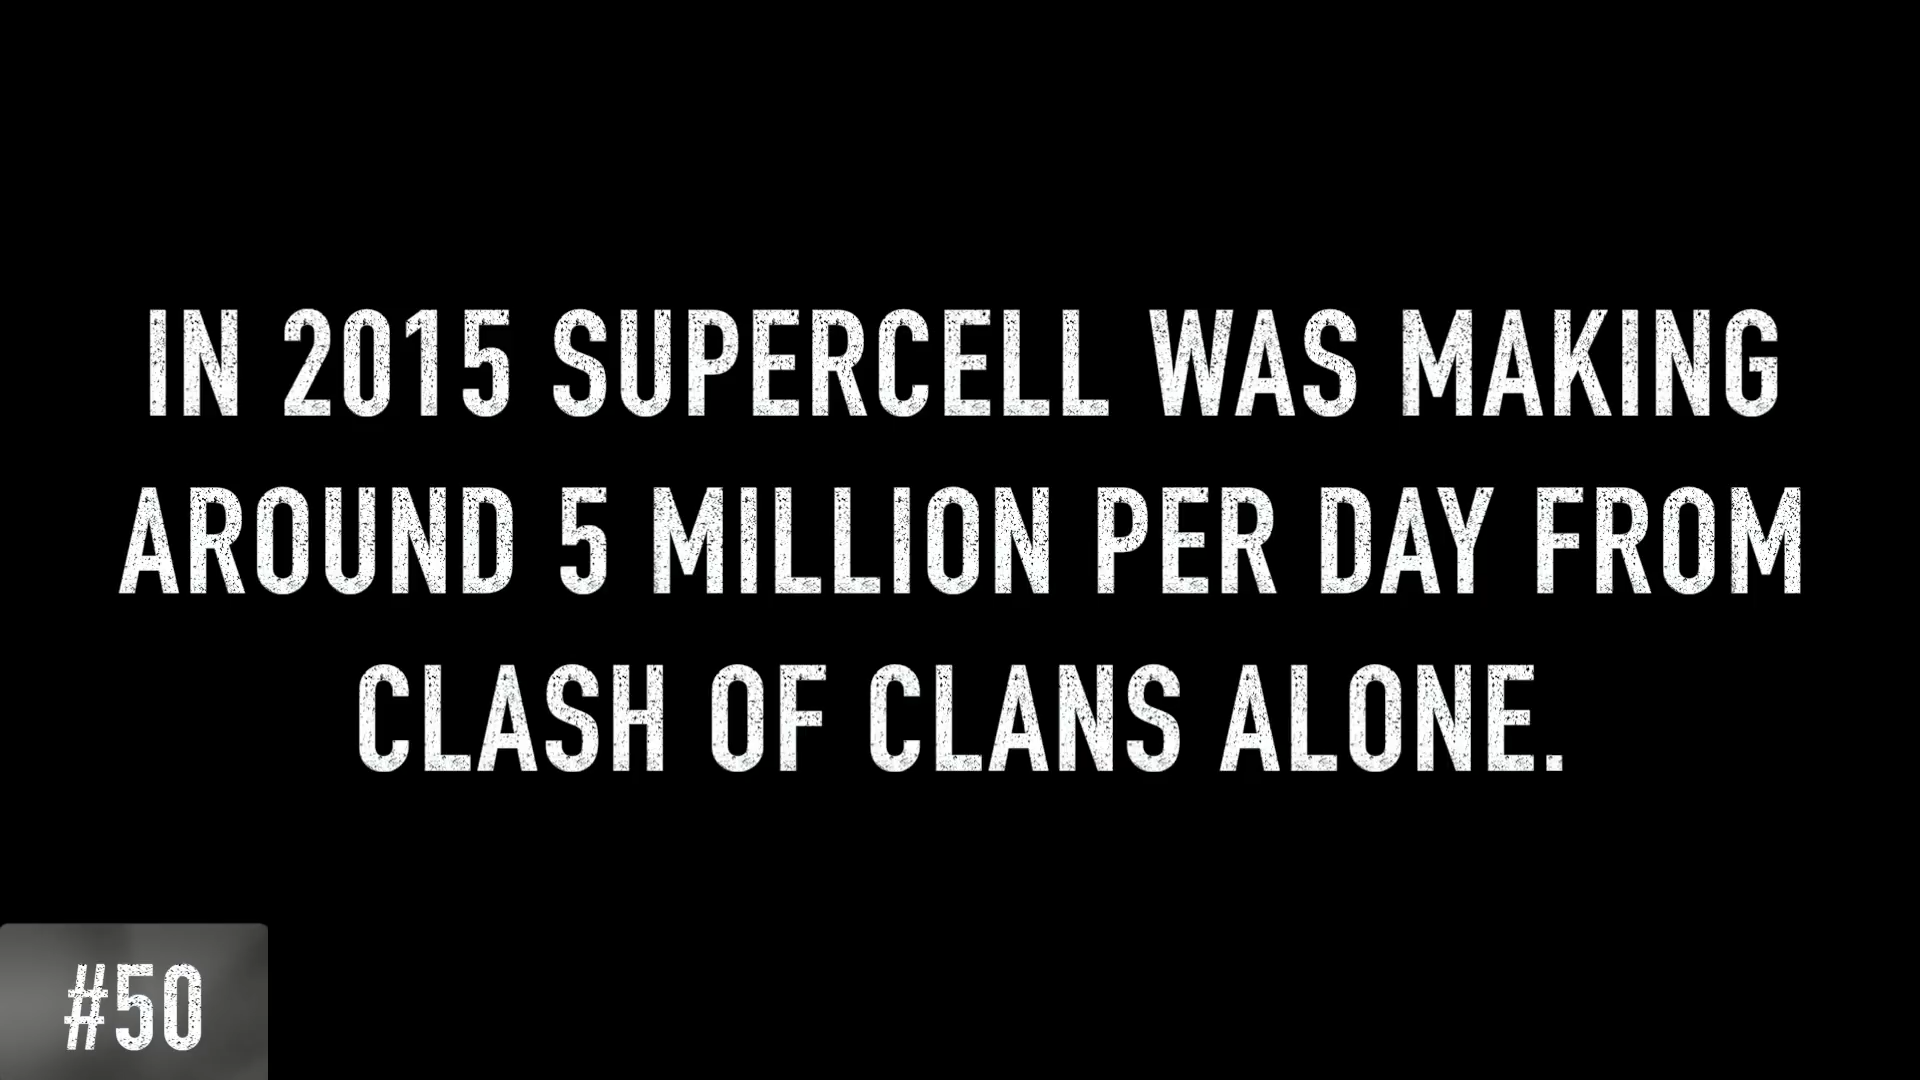 IN 2015 SUPERCELL WAS MAKING
AROUND 5 MILLION PER DAY FROM
CLASH OF CLANS ALONE.
#50